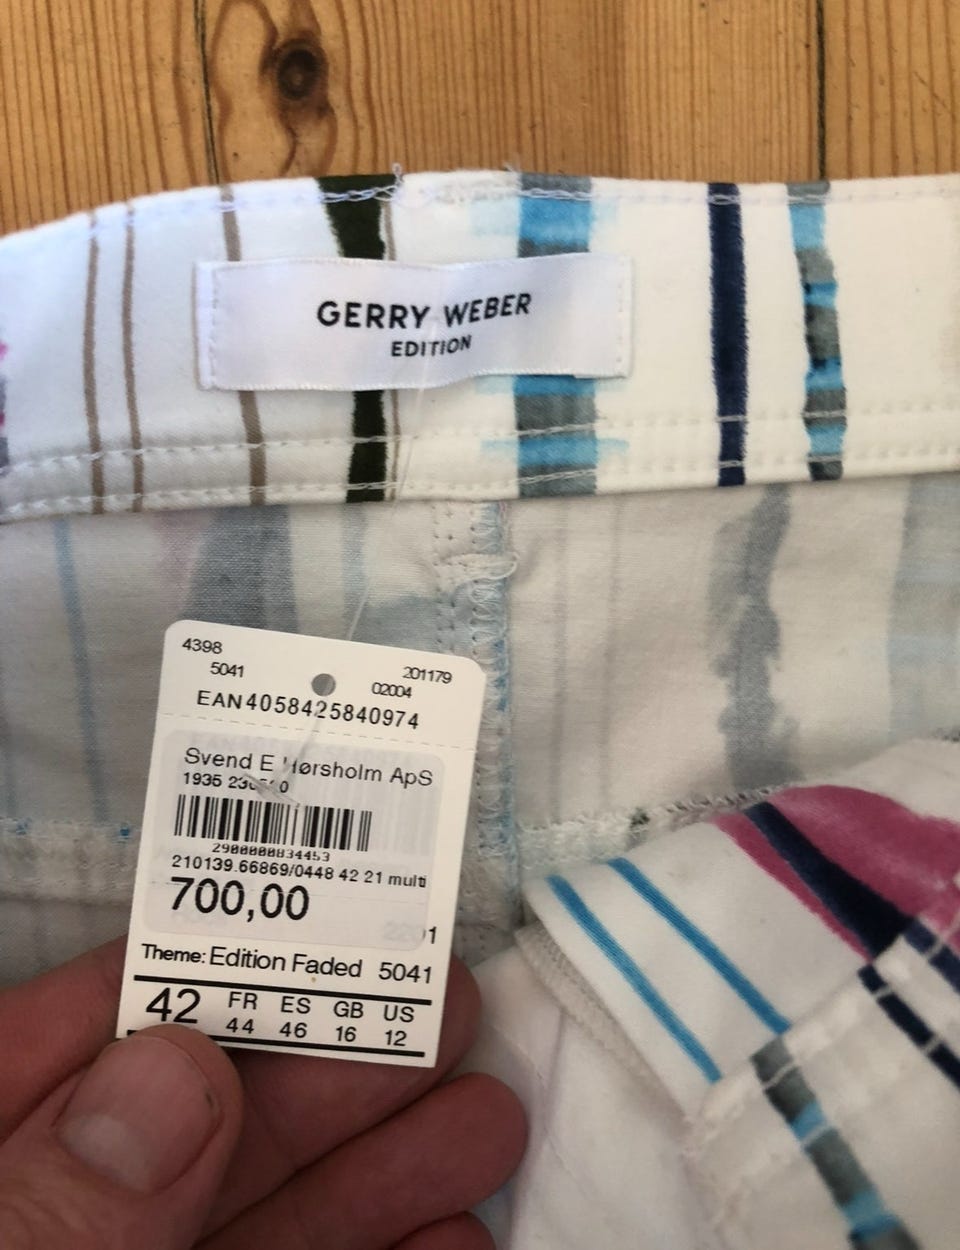 GERRY WEBER
EDITION
4398
5041
201179
02004
EAN4058425840974
Svend E Hørsholm ApS
1935
2900000834453
210139.66869/0448 42 21 multi
700,00
Theme: Edition Faded 5041
42 FR ES GB US
44 46 16 12